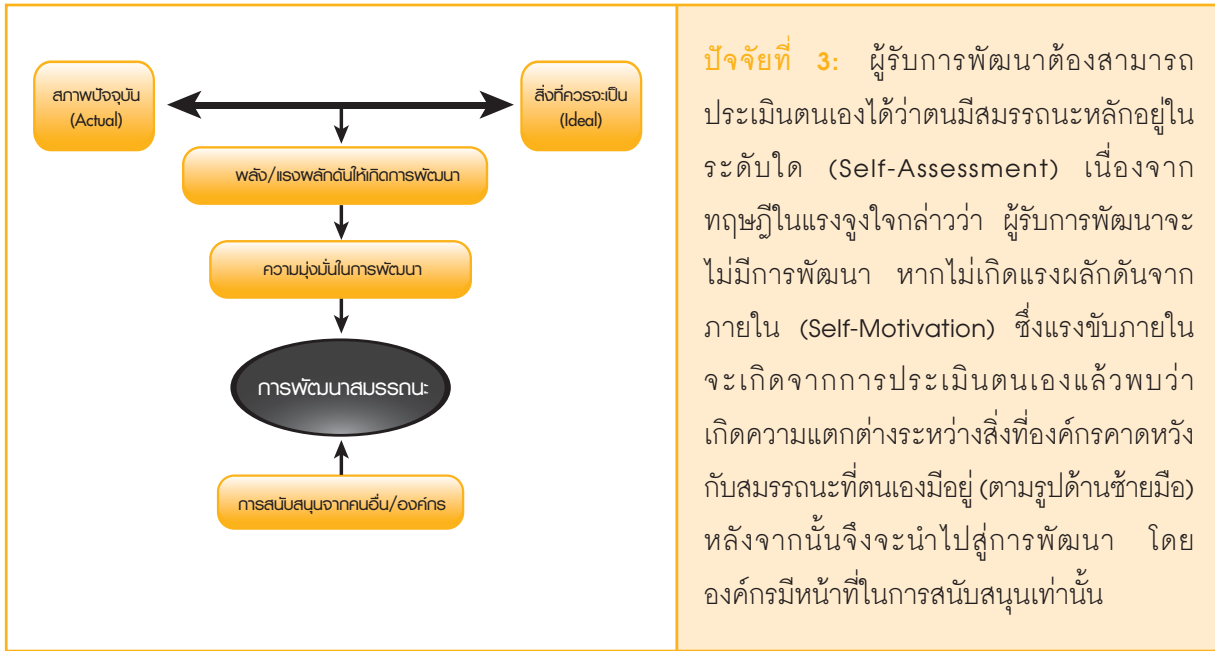 สภาพปัจจุบัน
(Actual)
สิ่งที่ควรจะเป็น
(Ideal)
พลัง/แรงผลักดันให้เกิดการพัฒนา
ความมุ่งมั่นในการพัฒนา
การพัฒนาสมรรถนะ
การสนับสนุนจากคนอื่น/องค์กร
ปัจจัยที่ 3: ผู้รับการพัฒนาต้องสามารถ
ประเมินตนเองได้ว่าตนมีสมรรถนะหลักอยู่ใน
ระดับใด (Self-Assessment) เนื่องจาก
ทฤษฎีในแรงจูงใจกล่าวว่า ผู้รับการพัฒนาจะ
ไม่มีการพัฒนา หากไม่เกิดแรงผลักดันจาก
ภายใน (Self-Motivation) ซึ่งแรงขับภายใน
จะเกิดจากการประเมินตนเองแล้วพบว่า
เกิดความแตกต่างระหว่างสิ่งที่องค์กรคาดหวัง
กับสมรรถนะที่ตนเองมีอยู่ (ตามรูปด้านซ้ายมือ)
หลังจากนั้นจึงจะนำไปสู่การพัฒนา โดย
องค์กรมีหน้าที่ในการสนับสนุนเท่านั้น